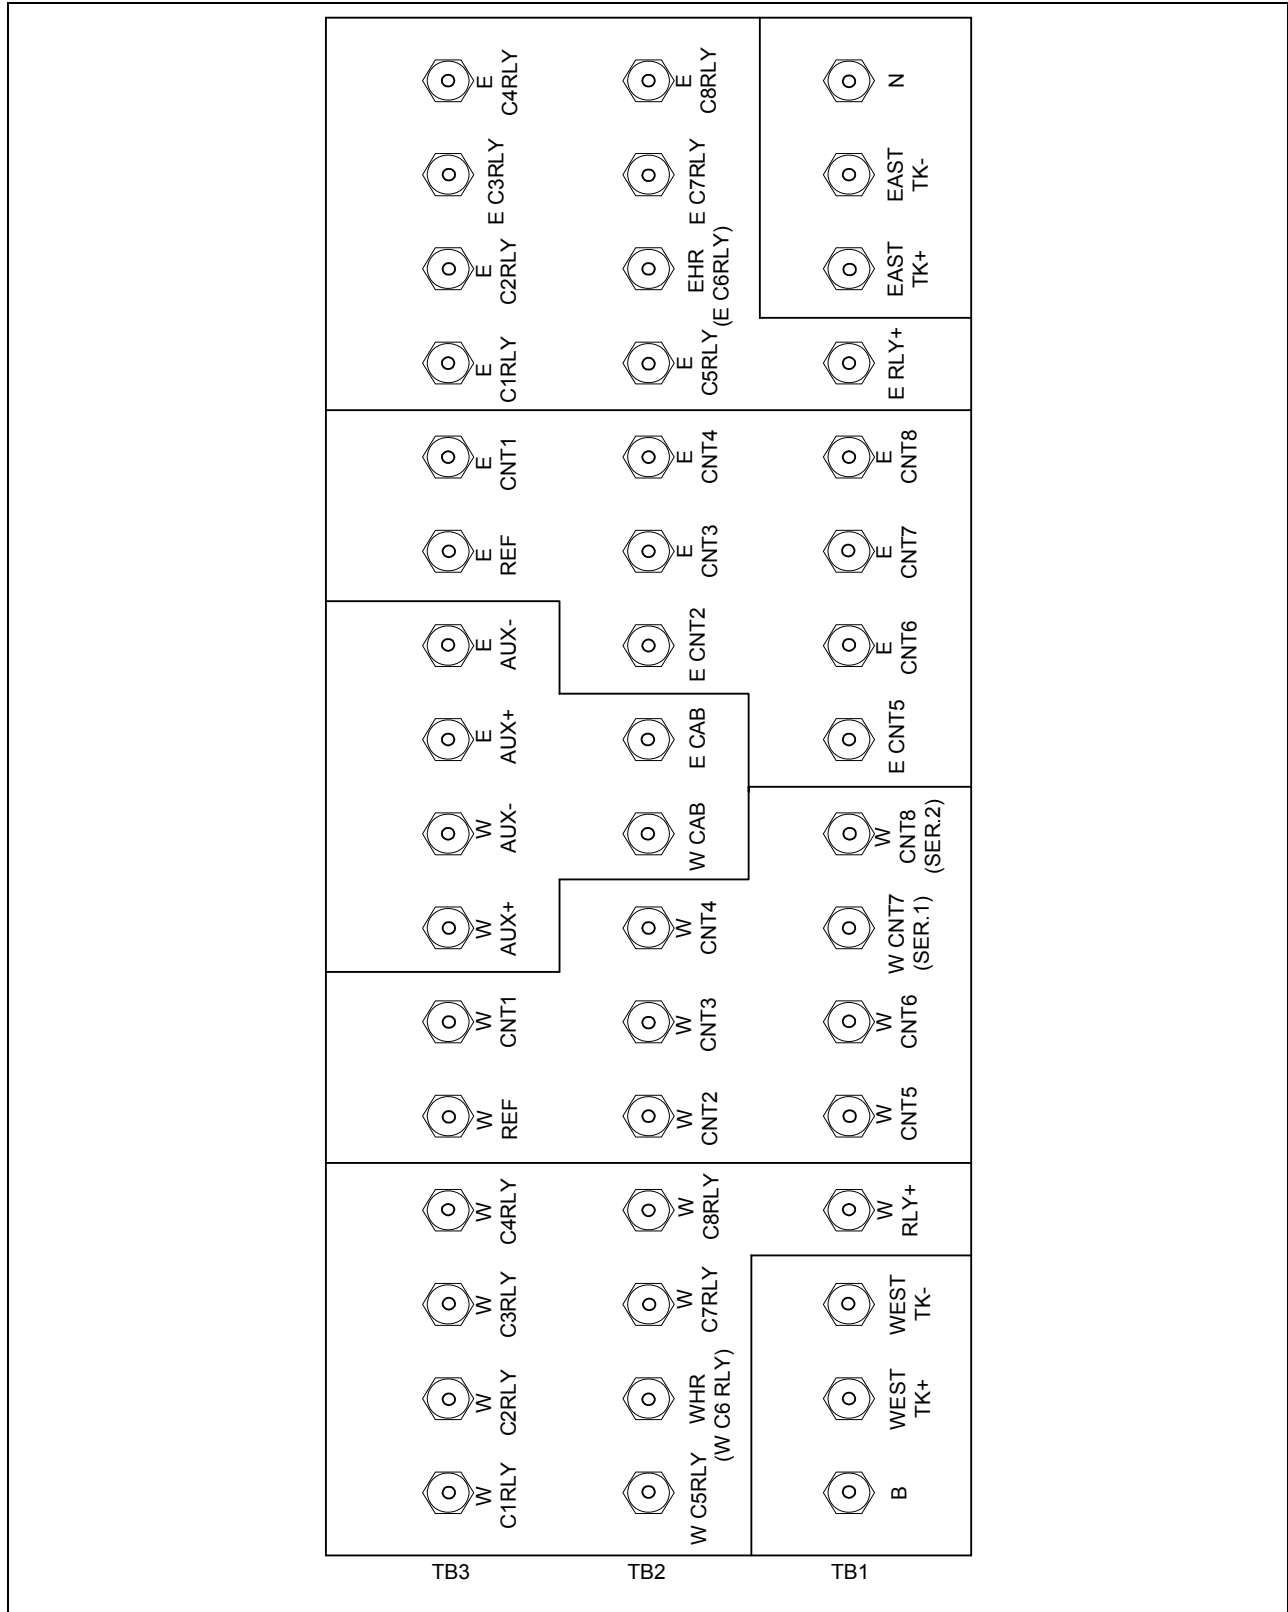 TB3
W
C1RLY
W
C2RLY
W
C3RLY
W
C4RLY
W
REF
W
CNT1
W
AUX+
W
AUX-
E
AUX+
E
AUX-
E
REF
E
CNT1
E
C1RLY
E
C2RLY
E C3RLY
E
C4RLY
TB2
W C5RLY
WHR
(W C6 RLY)
W
C7RLY
W
C8RLY
W
CNT2
W
CNT3
W
CNT4
W CAB
E CAB
E CNT2
E
CNT3
E
CNT4
E
C5RLY
EHR
(E C6RLY)
E C7RLY
E
C8RLY
TB1
B
WEST
TK+
WEST
TK-
W
RLY+
W
CNT5
W
CNT6
W CNT7
(SER.1)
W
CNT8
(SER.2)
E CNT5
E
CNT6
E
CNT7
E
CNT8
E RLY+
EAST
TK+
EAST
TK-
N